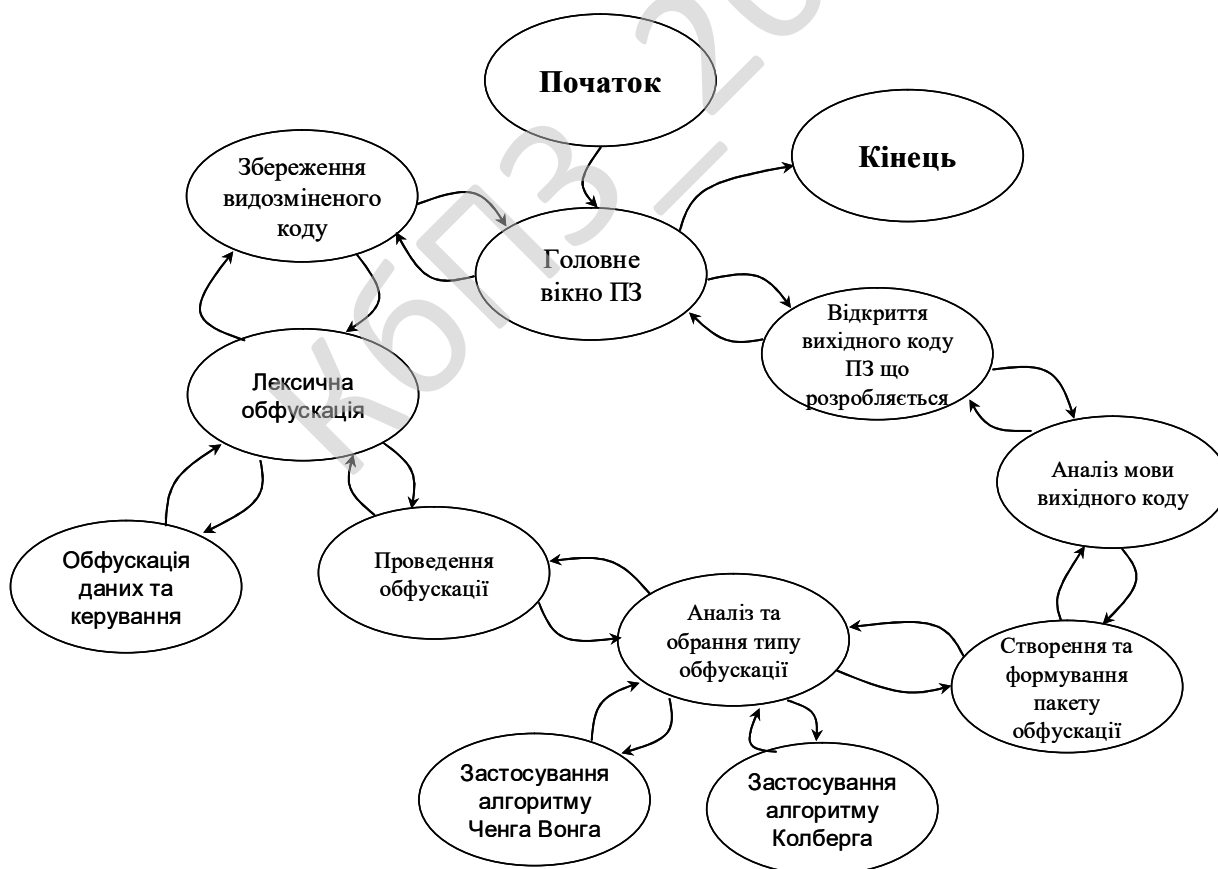 Початок
Кінець
Збереження
видозміненого
коду
Головне
вікно ПЗ
Відкриття
вихідного коду
ПЗ що
розробляється
Лексична
обфускація
Аналіз мови
вихідного коду
Обфускація
даних та
керування
Проведення
обфускації
Аналіз та
обрання типу
обфускації
Створення та
формування
пакету
обфускації
Застосування
алгоритму
Ченга Вонга
Застосування
алгоритму
Колберга